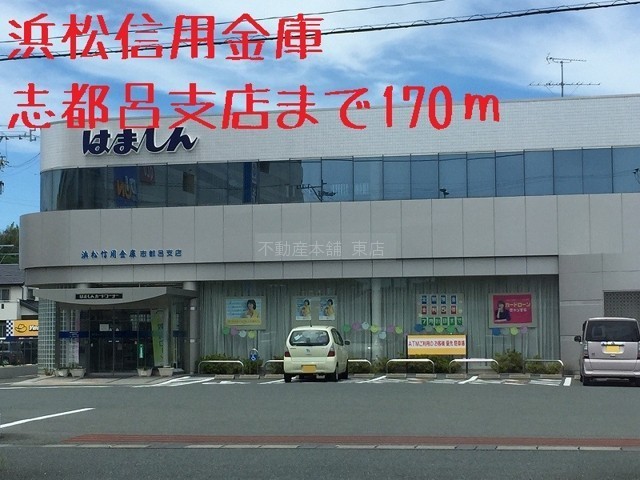 浜松信用金庫
志都呂支店まで170m
はましん
不動産本舗 東店
浜松信用金庫 志都呂支店
カードローン